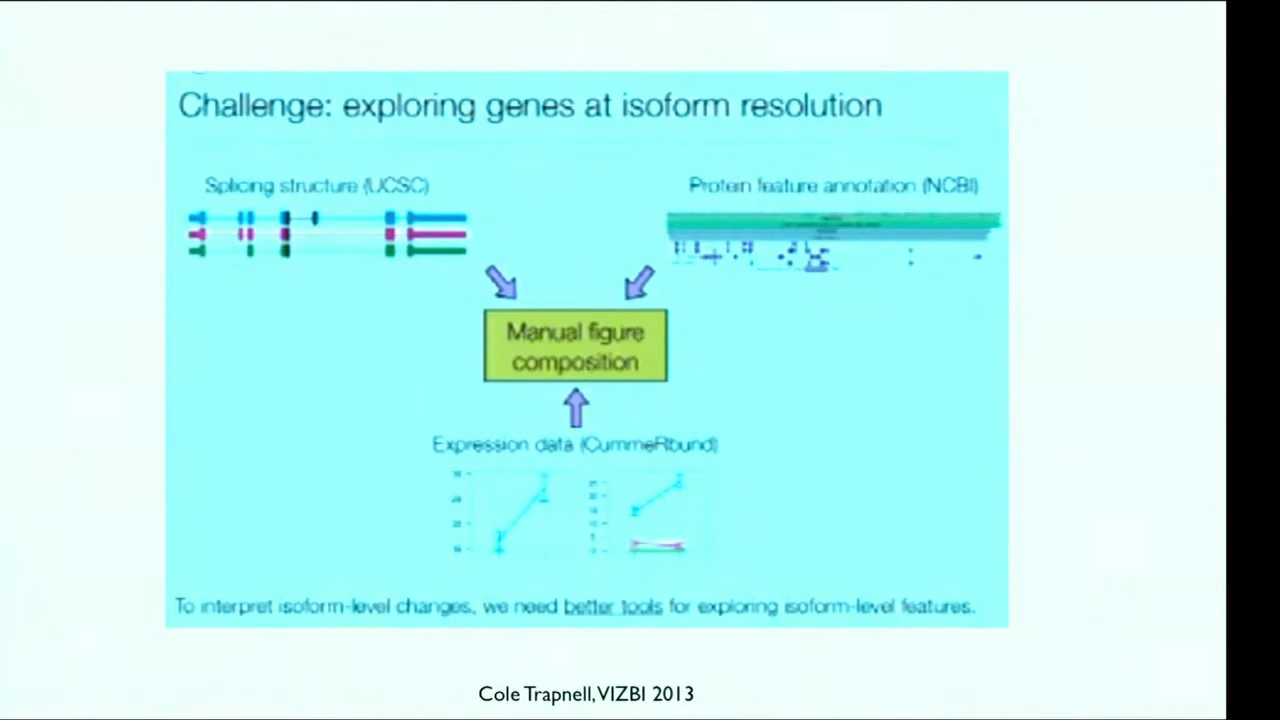 Challenge: exploring genes at isoform resolution
Splicing structure (UCSC)
Protein feature annotation (NCBI)
Manual figure
composition
Expression data (CummeRbund)
To interpret isoform-level changes, we need better tools for exploring isoform-level features.
Cole Trapnell, VIZBI 2013